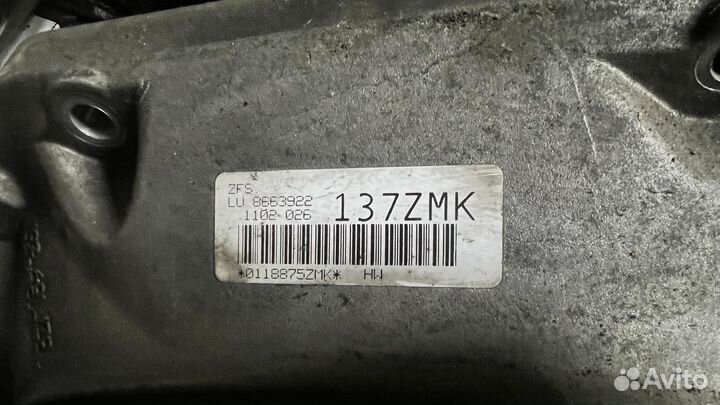 ZFS
LU 8663922
1102 026
137ZMK
*0118875ZMK* HW
Avito